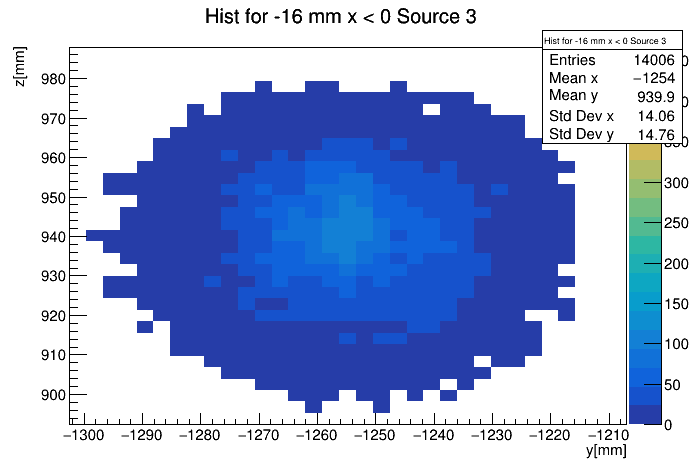 Hist for -16 mm x < 0 Source 3
Hist for -16 mm x < 0 Source 3
Entries 14006
Mean x −1254
Mean y 939.9
Std Dev x 14.06
Std Dev y 14.76
z[mm]
980
970
960
950
940
930
920
910
900
0
0
350
300
250
200
150
100
50
0
−1300 −1290 −1280 −1270 −1260 −1250 −1240 −1230 −1220 −1210
y[mm]